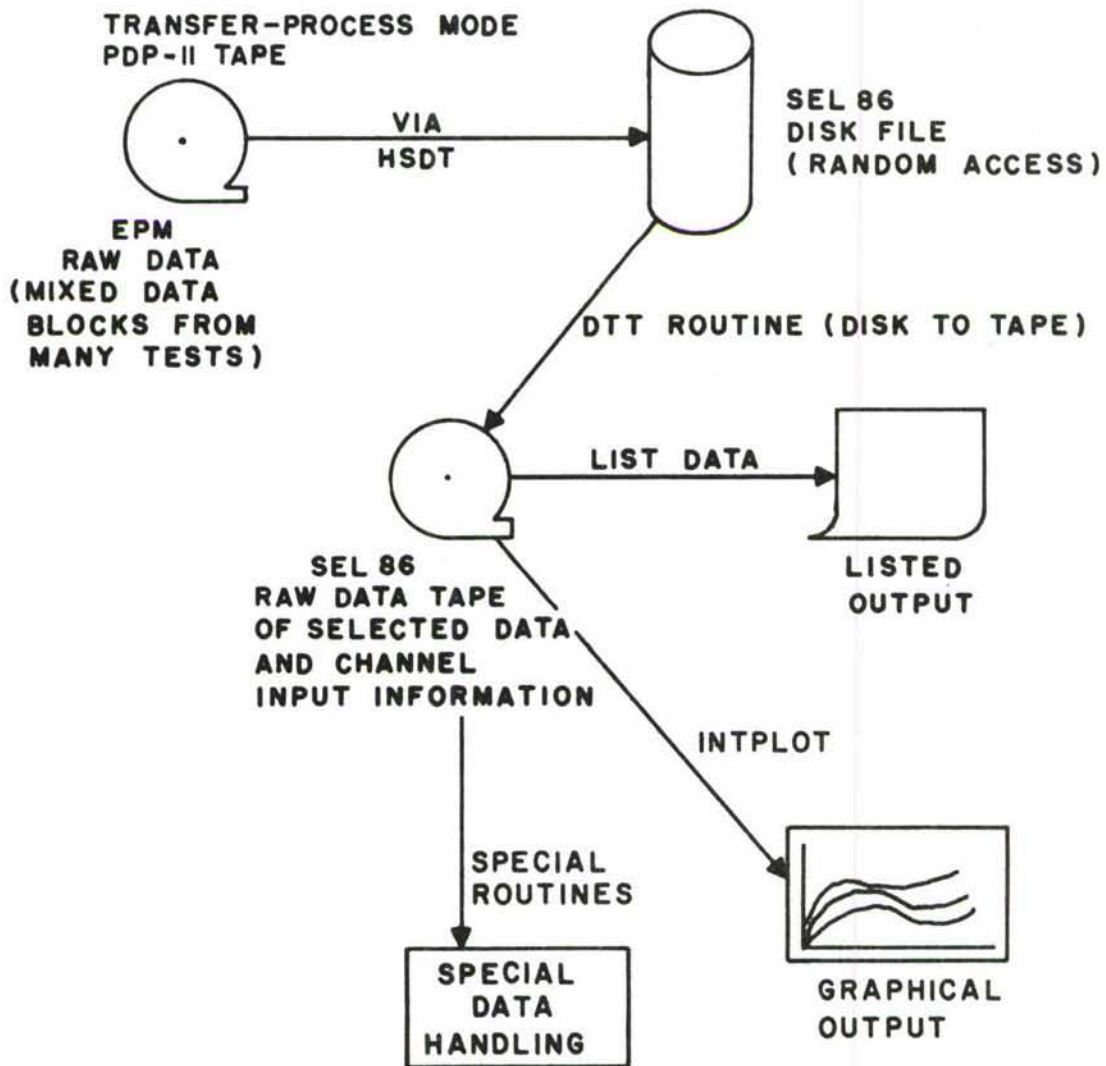 TRANSFER-PROCESS MODE
PDP-11 TAPE
VIA
HSDT
SEL 86
DISK FILE
(RANDOM ACCESS)
EPM
RAW DATA
(MIXED DATA
BLOCKS FROM
MANY TESTS)
DTT ROUTINE (DISK TO TAPE)
LIST DATA
LISTED
OUTPUT
SEL 86
RAW DATA TAPE
OF SELECTED DATA
AND CHANNEL
INPUT INFORMATION
INTPLOT
SPECIAL
ROUTINES
SPECIAL
DATA
HANDLING
GRAPHICAL
OUTPUT